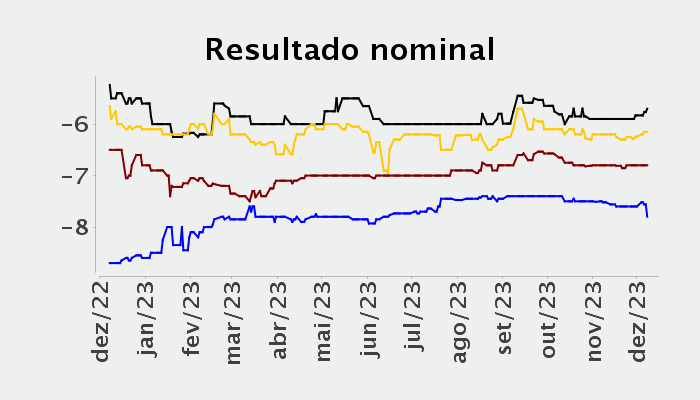 Resultado nominal
−6
−7
−8
dez/22
jan/23
fev/23
mar/23
abr/23
mai/23
jun/23
jul/23
ago/23
set/23
out/23
nov/23
dez/23